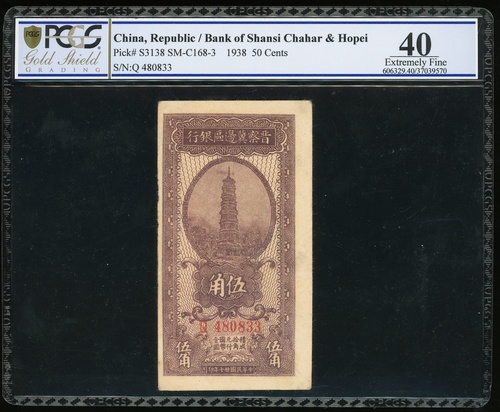 PCGS
Gold Shield
GRADING
China, Republic / Bank of Shansi Chahar & Hopei
Pick# S3138 SM-C168-3 1938 50 Cents
S/N:Q 480833
40
Extremely Fine
606329.40/37039570
行銀區邊冀察晋
角伍
Q 480833
伍角
伍角